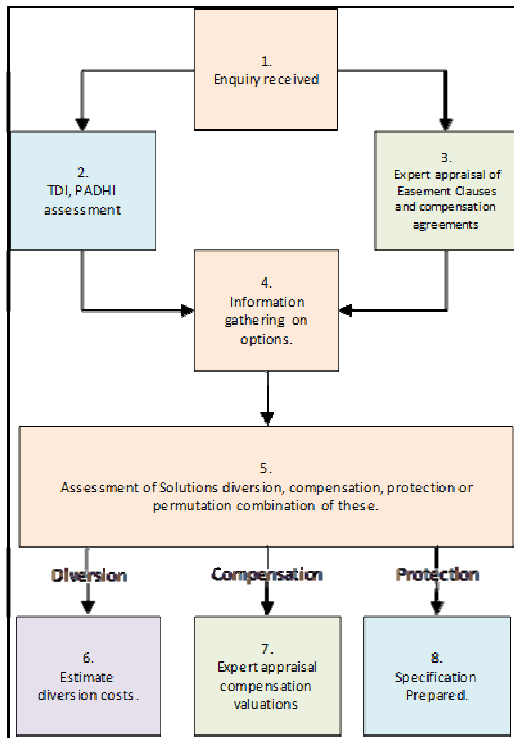 1.
Enquiry received
2.
TDI, PADHI
assessment
3.
Expert appraisal of
Easement Clauses
and compensation
agreements
4.
Information
gathering on
options.
5.
Assessment of Solutions diversion, compensation, protection or
permutation combination of these.
Diversion
Compensation
Protection
6.
Estimate
diversion costs.
7.
Expert appraisal
compensation
valuations
8.
Specification
Prepared.